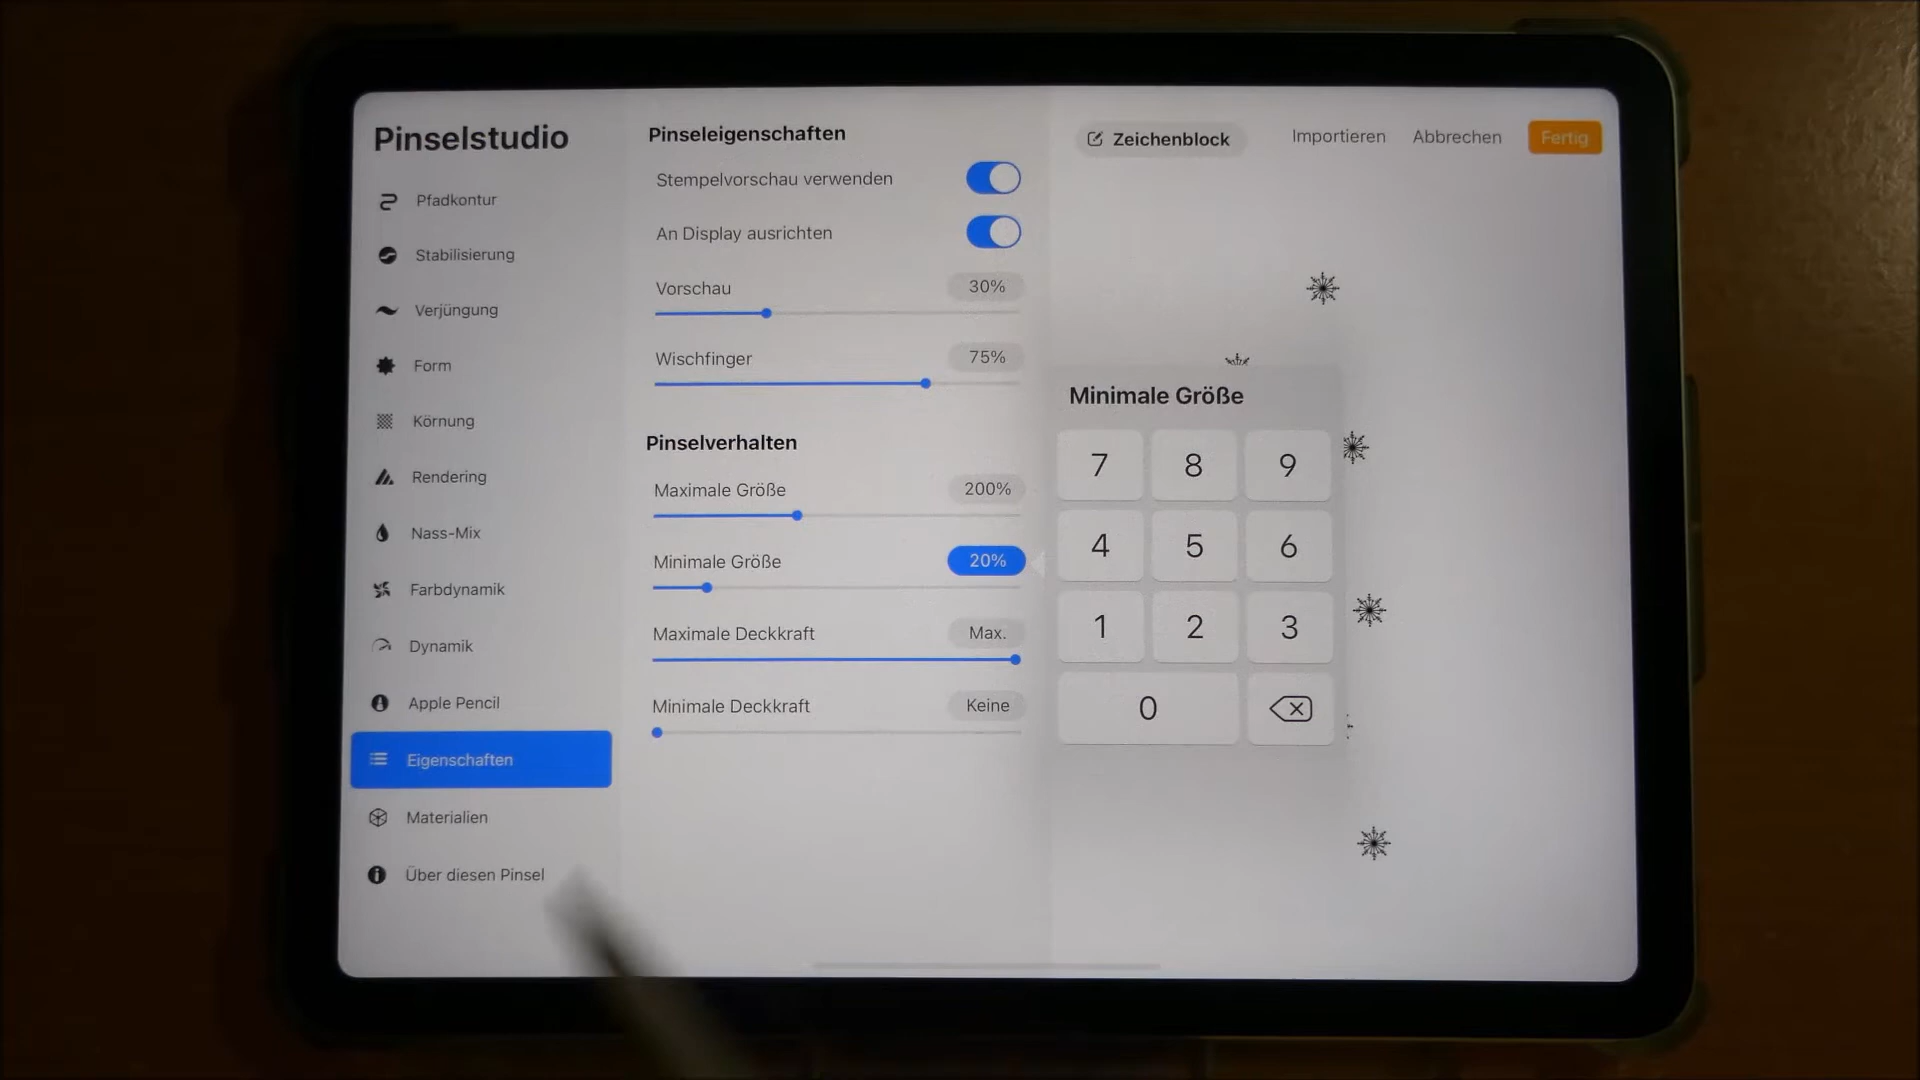 Pinselstudio
Pfadkontur
Stabilisierung
Verjüngung
Form
Körnung
Rendering
Nass-Mix
Farbdynamik
Dynamik
Apple Pencil
Eigenschaften
Materialien
Über diesen Pinsel
Pinseleigenschaften
Stempelvorschau verwenden
An Display ausrichten
Vorschau 30%
Wischfinger 75%
Pinselverhalten
Maximale Größe 200%
Minimale Größe 20%
Maximale Deckkraft Max.
Minimale Deckkraft Keine
Zeichenblock Importieren Abbrechen Fertig
Minimale Größe
7 8 9
4 5 6
1 2 3
0